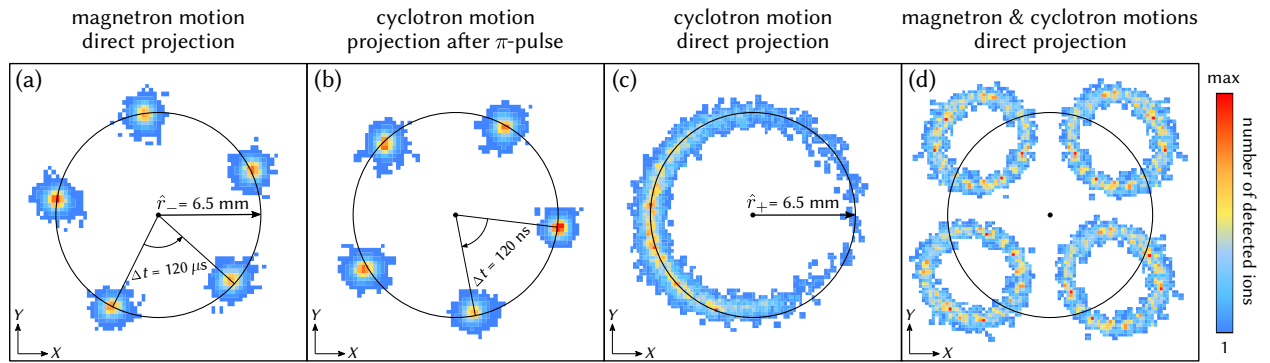 magnetron motion
direct projection
cyclotron motion
projection after π-pulse
cyclotron motion
direct projection
magnetron & cyclotron motions
direct projection
(a)
r̂₋= 6.5 mm
Δt = 120 μs
Y
X
(b)
Δt = 120 ns
Y
X
(c)
r̂₊= 6.5 mm
Y
X
(d)
Y
X
max
number of detected ions
1